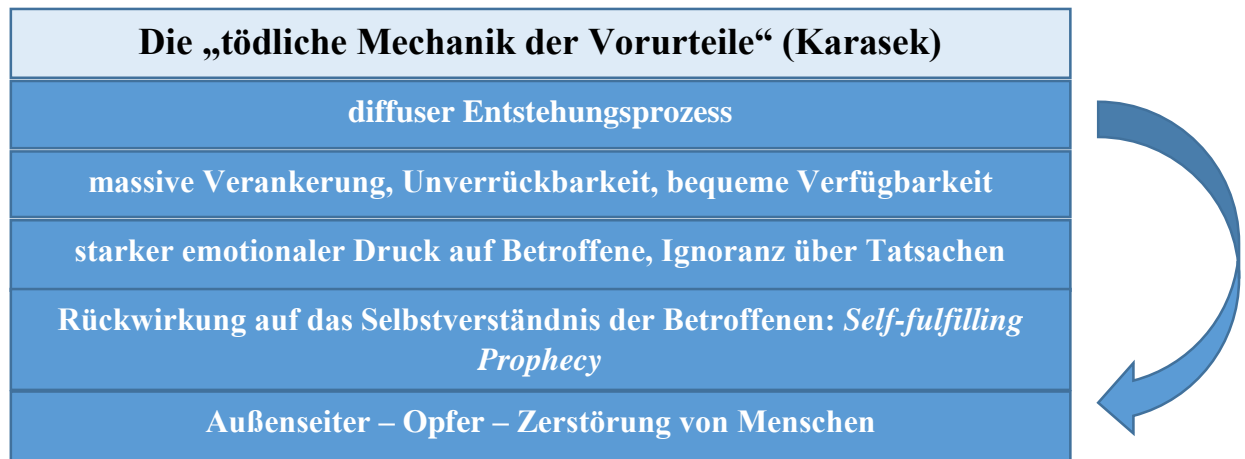 Die „tödliche Mechanik der Vorurteile“ (Karasek)
diffuser Entstehungsprozess
massive Verankerung, Unverrückbarkeit, bequeme Verfügbarkeit
starker emotionaler Druck auf Betroffene, Ignoranz über Tatsachen
Rückwirkung auf das Selbstverständnis der Betroffenen: Self-fulfilling
Prophecy
Außenseiter – Opfer – Zerstörung von Menschen